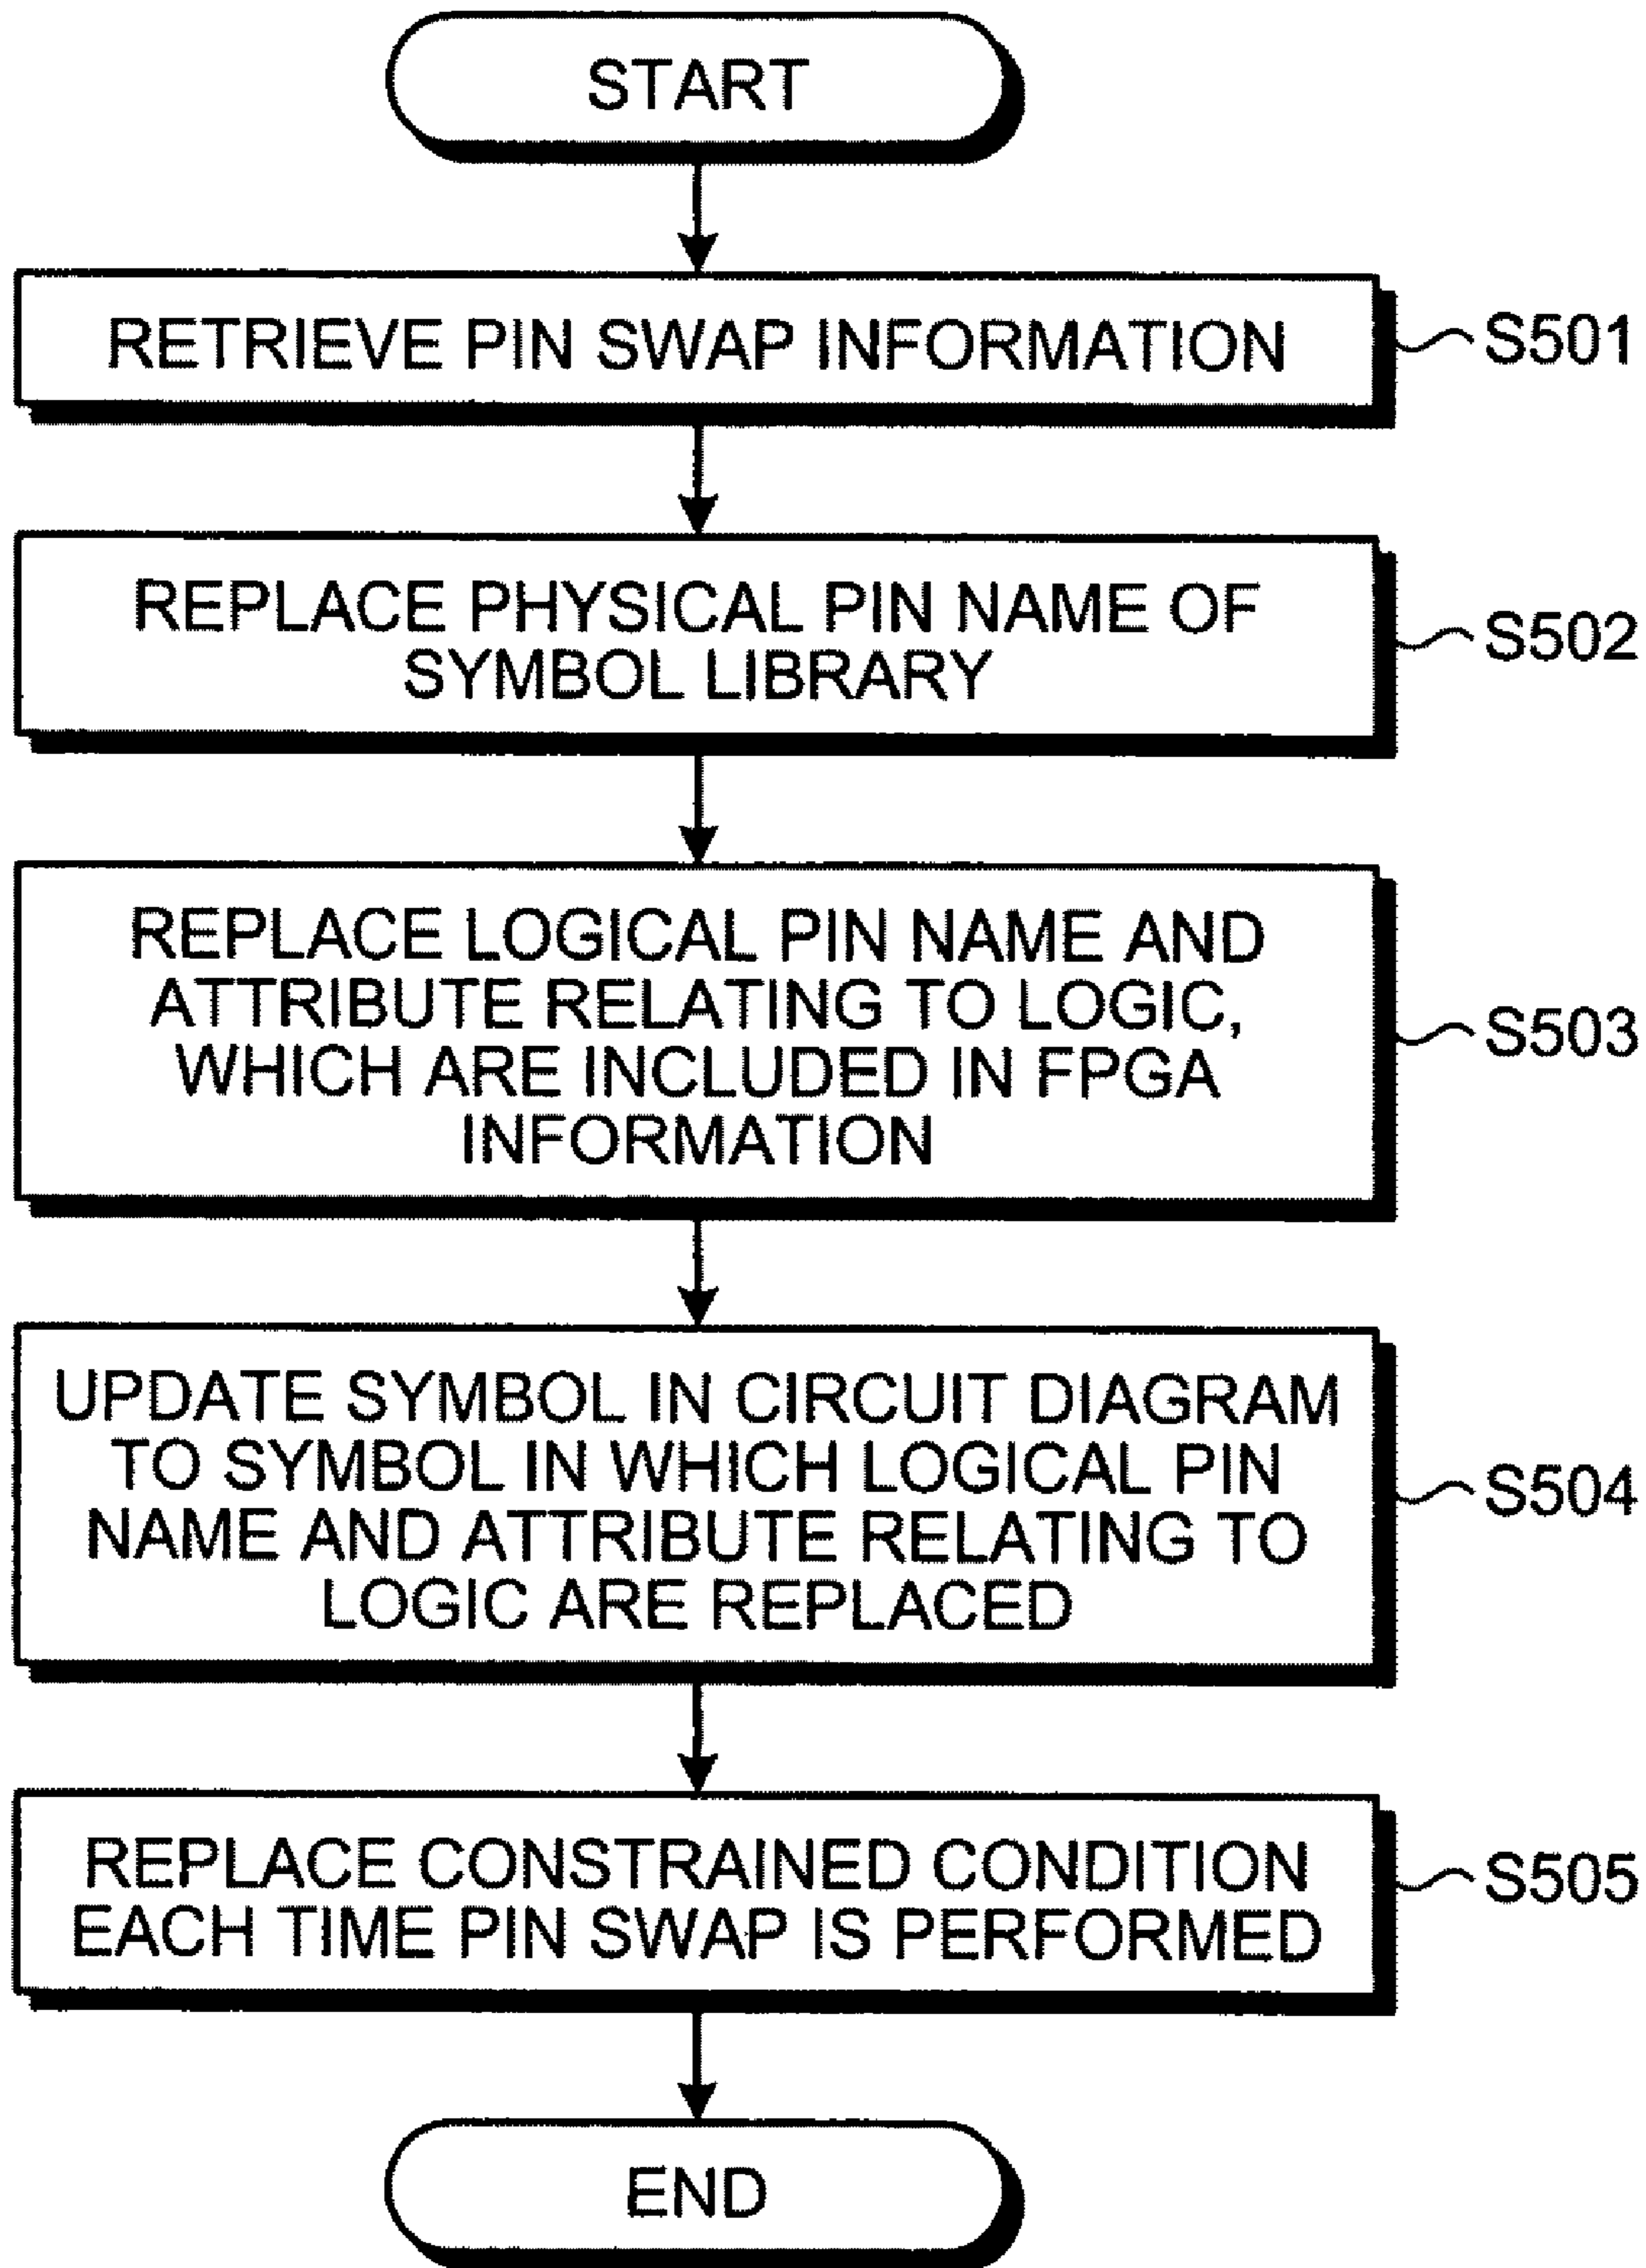 START
RETRIEVE PIN SWAP INFORMATION
S501
REPLACE PHYSICAL PIN NAME OF
SYMBOL LIBRARY
S502
REPLACE LOGICAL PIN NAME AND
ATTRIBUTE RELATING TO LOGIC,
WHICH ARE INCLUDED IN FPGA
INFORMATION
S503
UPDATE SYMBOL IN CIRCUIT DIAGRAM
TO SYMBOL IN WHICH LOGICAL PIN
NAME AND ATTRIBUTE RELATING TO
LOGIC ARE REPLACED
S504
REPLACE CONSTRAINED CONDITION
EACH TIME PIN SWAP IS PERFORMED
S505
END